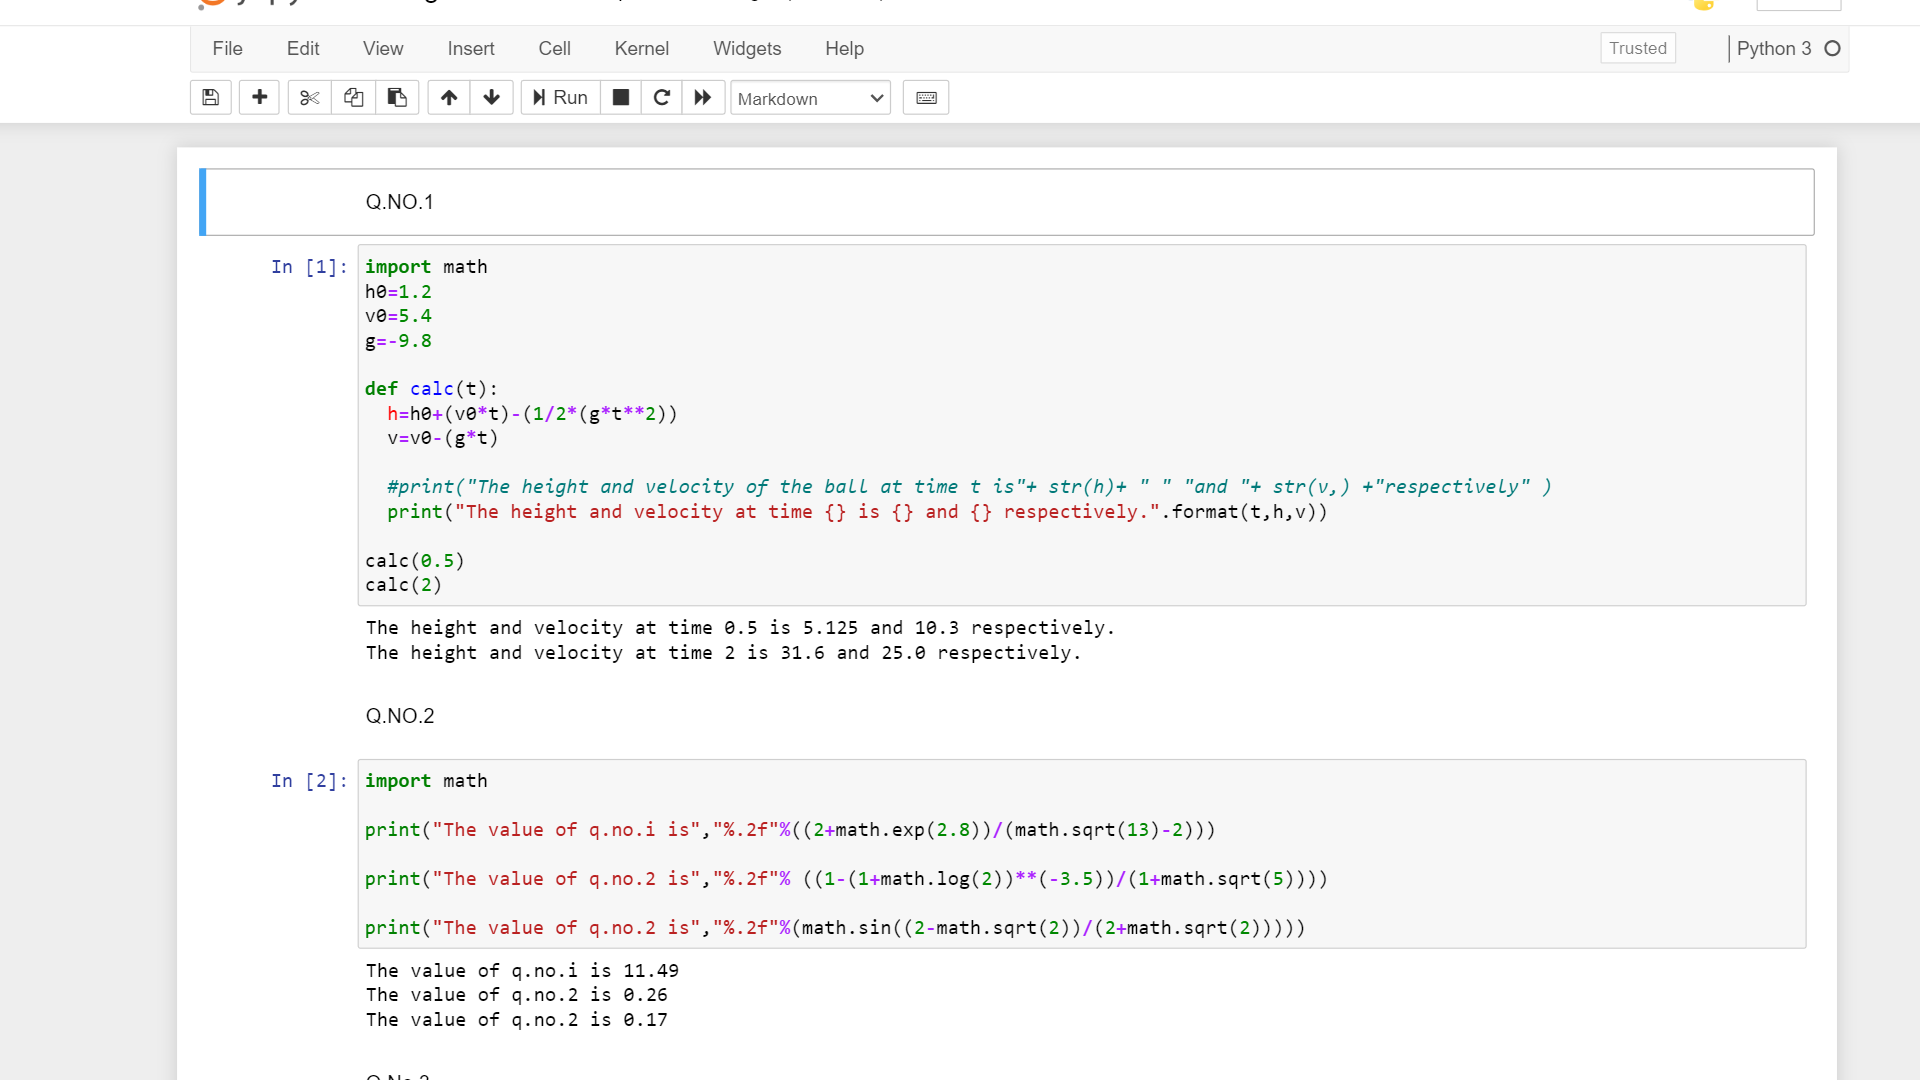 File Edit View Insert Cell Kernel Widgets Help Trusted Python 3
Run Markdown
Q.NO.1
In [1]: import math
h0=1.2
v0=5.4
g=-9.8
def calc(t):
h=h0+(v0*t)-(1/2*(g*t**2))
v=v0-(g*t)
#print("The height and velocity of the ball at time t is"+ str(h)+ " " "and "+ str(v,) +"respectively" )
print("The height and velocity at time {} is {} and {} respectively.".format(t,h,v))
calc(0.5)
calc(2)
The height and velocity at time 0.5 is 5.125 and 10.3 respectively.
The height and velocity at time 2 is 31.6 and 25.0 respectively.
Q.NO.2
In [2]: import math
print("The value of q.no.i is","%.2f"%((2+math.exp(2.8))/(math.sqrt(13)-2)))
print("The value of q.no.2 is","%.2f"% ((1-(1+math.log(2))**(-3.5))/(1+math.sqrt(5))))
print("The value of q.no.2 is","%.2f"%(math.sin((2-math.sqrt(2))/(2+math.sqrt(2)))))
The value of q.no.i is 11.49
The value of q.no.2 is 0.26
The value of q.no.2 is 0.17